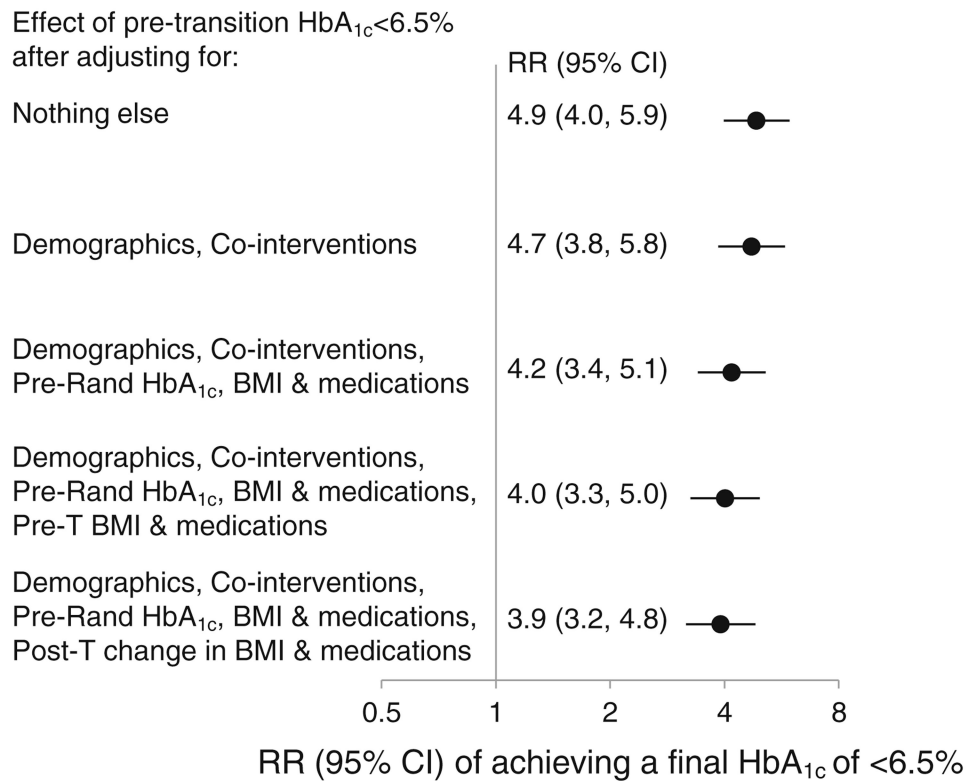 Effect of pre-transition HbA1c<6.5%
after adjusting for:
RR (95% CI)
Nothing else
4.9 (4.0, 5.9)
Demographics, Co-interventions
4.7 (3.8, 5.8)
Demographics, Co-interventions,
Pre-Rand HbA1c, BMI & medications
4.2 (3.4, 5.1)
Demographics, Co-interventions,
Pre-Rand HbA1c, BMI & medications,
Pre-T BMI & medications
4.0 (3.3, 5.0)
Demographics, Co-interventions,
Pre-Rand HbA1c, BMI & medications,
Post-T change in BMI & medications
3.9 (3.2, 4.8)
0.5 1 2 4 8
RR (95% CI) of achieving a final HbA1c of <6.5%